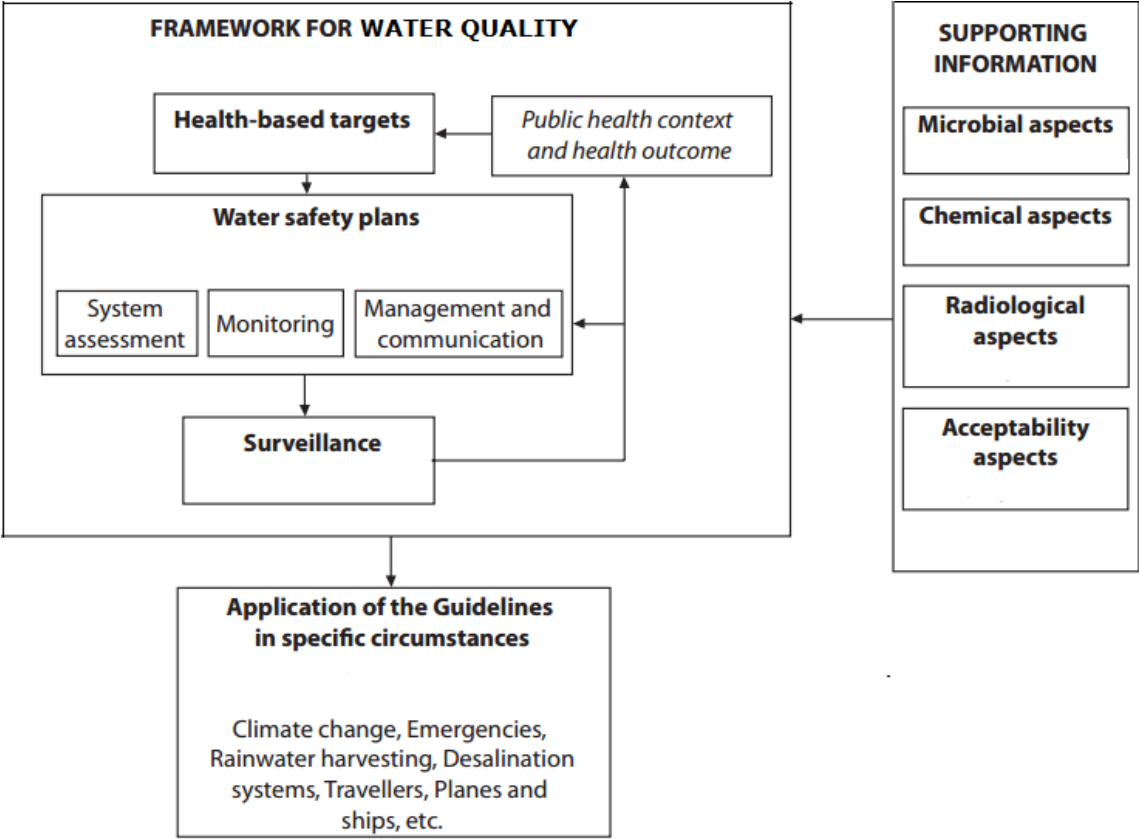 FRAMEWORK FOR WATER QUALITY
Health-based targets
Public health context
and health outcome
Water safety plans
System
assessment
Monitoring
Management and
communication
Surveillance
SUPPORTING
INFORMATION
Microbial aspects
Chemical aspects
Radiological
aspects
Acceptability
aspects
Application of the Guidelines
in specific circumstances
Climate change, Emergencies,
Rainwater harvesting, Desalination
systems, Travellers, Planes and
ships, etc.